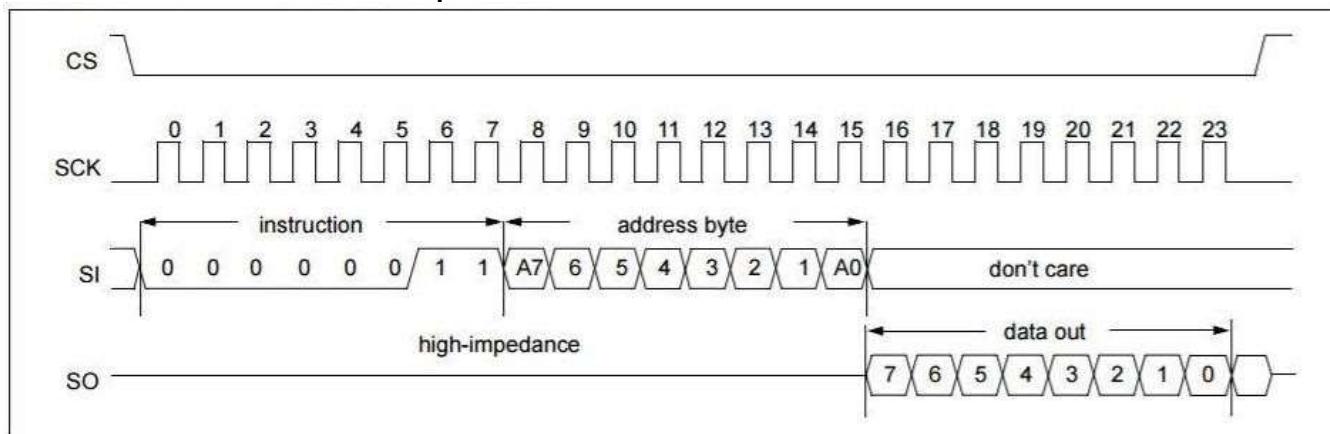 CS
0 1 2 3 4 5 6 7 8 9 10 11 12 13 14 15 16 17 18 19 20 21 22 23
SCK
instruction address byte
SI 0 0 0 0 0 0 1 1 A7 6 5 4 3 2 1 A0 don't care
data out
high-impedance
SO 7 6 5 4 3 2 1 0